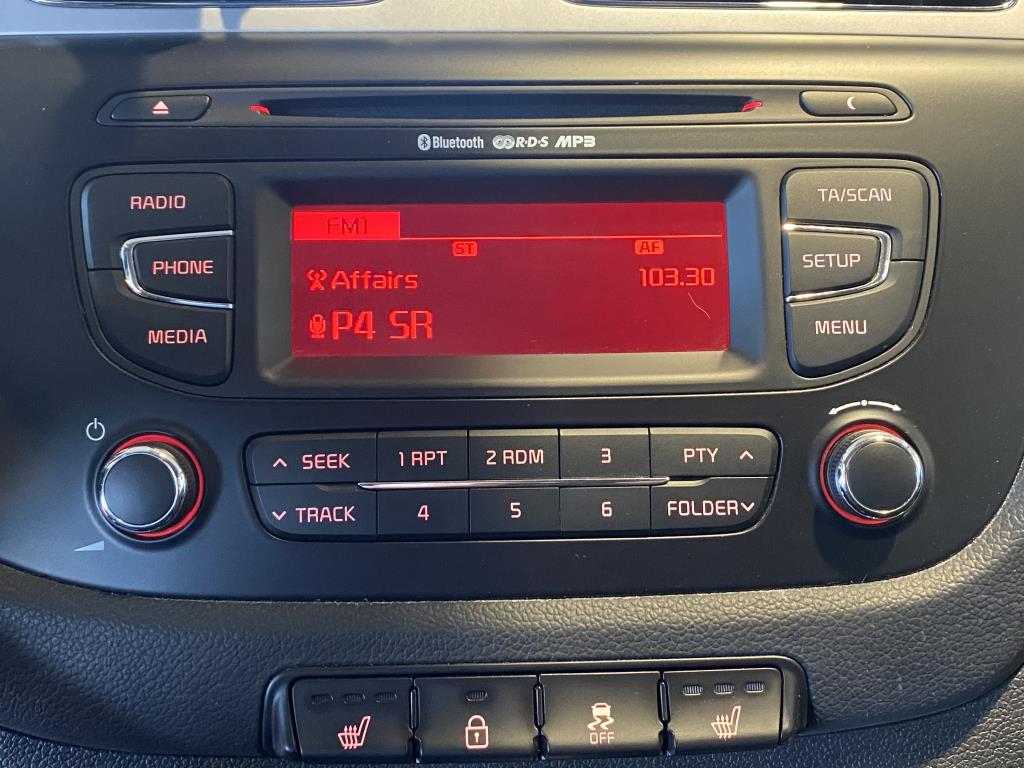 Bluetooth R·D·S MP3
RADIO
PHONE
MEDIA
FM1
ST AF
Affairs 103.30
P4 SR
TA/SCAN
SETUP
MENU
SEEK 1 RPT 2 RDM 3 PTY
TRACK 4 5 6 FOLDER
OFF